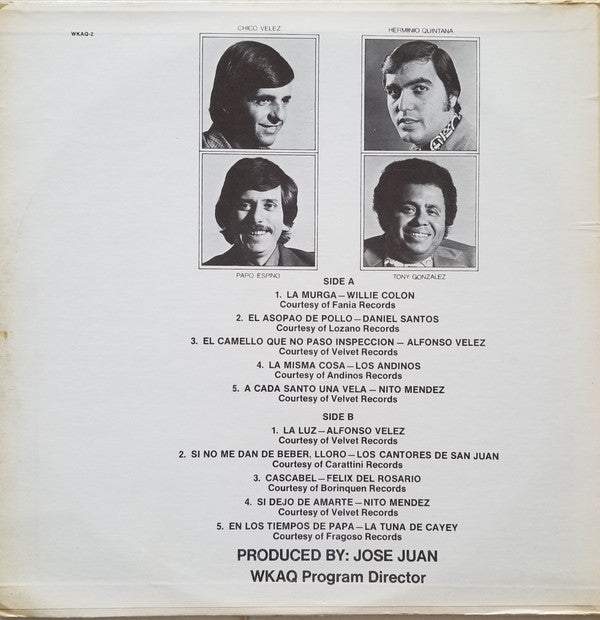 WKAQ-2
CHICO VELEZ
HERMINIO QUINTANA
PAPO ESPINO
TONY GONZALEZ
SIDE A
1. LA MURGA — WILLIE COLON
Courtesy of Fania Records
2. EL ASOPAO DE POLLO — DANIEL SANTOS
Courtesy of Lozano Records
3. EL CAMELLO QUE NO PASO INSPECCION — ALFONSO VELEZ
Courtesy of Velvet Records
4. LA MISMA COSA — LOS ANDINOS
Courtesy of Andinos Records
5. A CADA SANTO UNA VELA — NITO MENDEZ
Courtesy of Velvet Records
SIDE B
1. LA LUZ — ALFONSO VELEZ
Courtesy of Velvet Records
2. SI NO ME DAN DE BEBER, LLORO — LOS CANTORES DE SAN JUAN
Courtesy of Carattini Records
3. CASCABEL — FELIX DEL ROSARIO
Courtesy of Borinquen Records
4. SI DEJO DE AMARTE — NITO MENDEZ
Courtesy of Velvet Records
5. EN LOS TIEMPOS DE PAPA — LA TUNA DE CAYEY
Courtesy of Fragoso Records
PRODUCED BY: JOSE JUAN
WKAQ Program Director